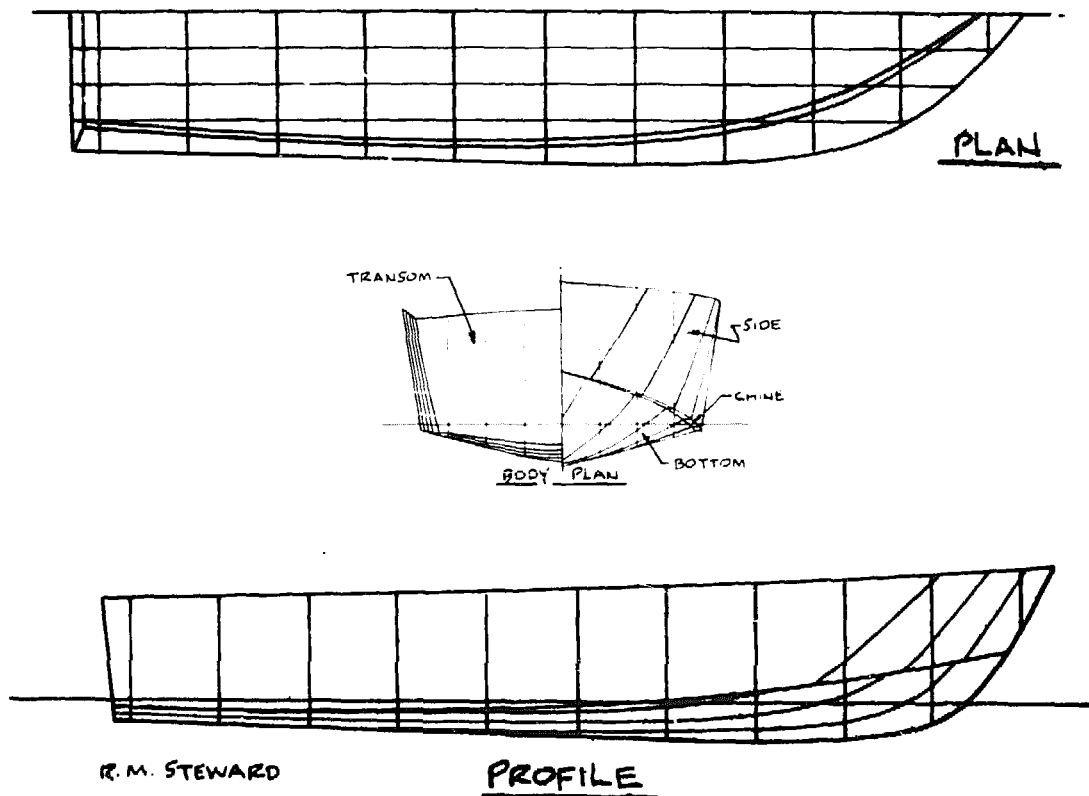 PLAN
TRANSOM
SIDE
CHINE
BOTTOM
BODY PLAN
R.M. STEWARD
PROFILE